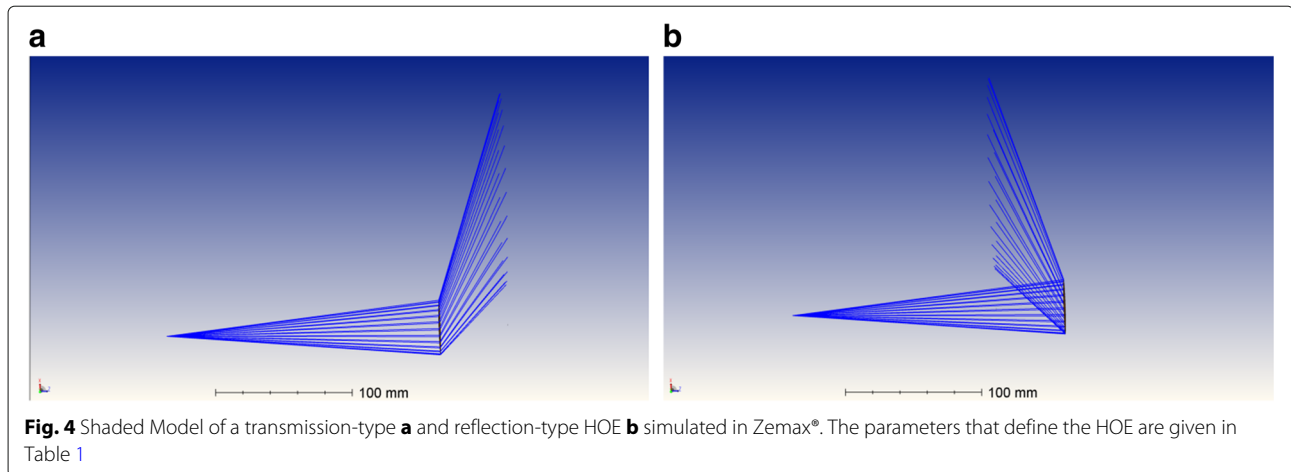 a
b
100 mm
100 mm
Fig. 4 Shaded Model of a transmission-type a and reflection-type HOE b simulated in Zemax®. The parameters that define the HOE are given in
Table 1